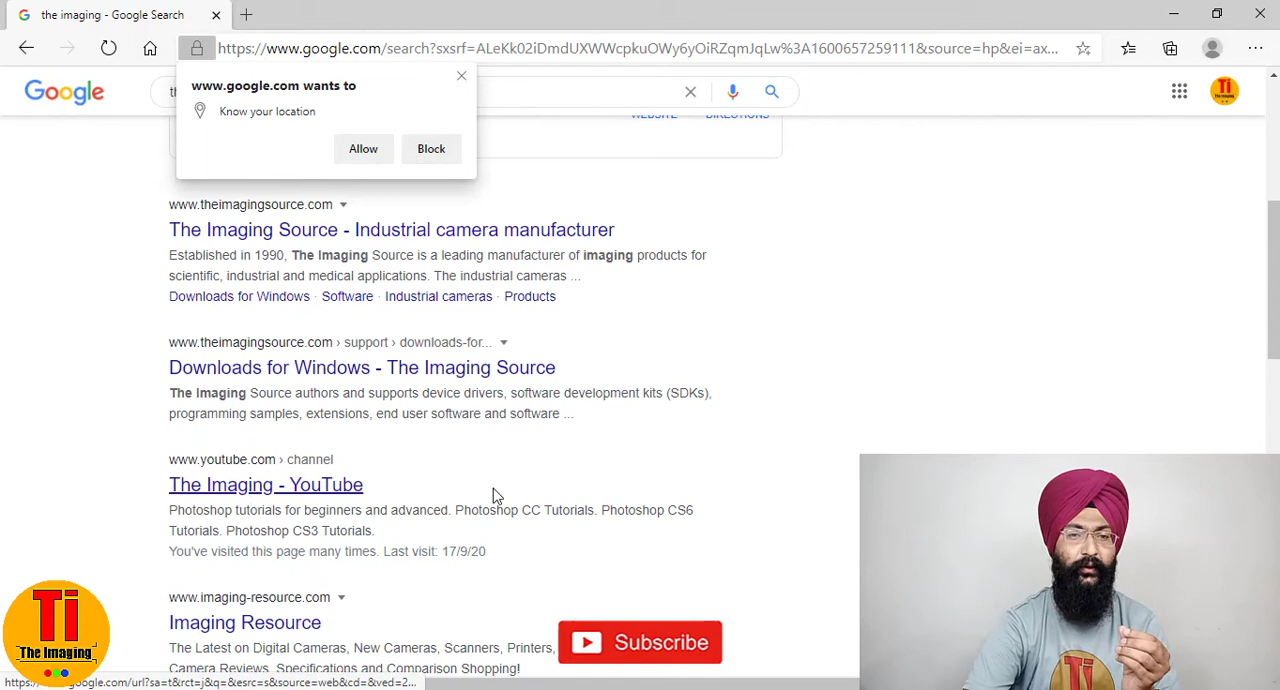 the imaging - Google Search
https://www.google.com/search?sxsrf=ALeKk02iDmdUXWWcpkuOWy6yOiRZqmJqLw%3A1600657259111&source=hp&ei=ax...
www.google.com wants to
Know your location
Allow
Block
Google
WEBSITE
DIRECTIONS
Ti
www.theimagingsource.com
The Imaging Source - Industrial camera manufacturer
Established in 1990, The Imaging Source is a leading manufacturer of imaging products for
scientific, industrial and medical applications. The industrial cameras ...
Downloads for Windows · Software · Industrial cameras · Products
www.theimagingsource.com › support › downloads-for...
Downloads for Windows - The Imaging Source
The Imaging Source authors and supports device drivers, software development kits (SDKs),
programming samples, extensions, end user software and software ...
www.youtube.com › channel
The Imaging - YouTube
Photoshop tutorials for beginners and advanced. Photoshop CC Tutorials. Photoshop CS6
Tutorials. Photoshop CS3 Tutorials.
You've visited this page many times. Last visit: 17/9/20
www.imaging-resource.com
Imaging Resource
The Latest on Digital Cameras, New Cameras, Scanners, Printers,
Camera Reviews, Specifications and Comparison Shopping!
Subscribe
Ti
The Imaging
Ti